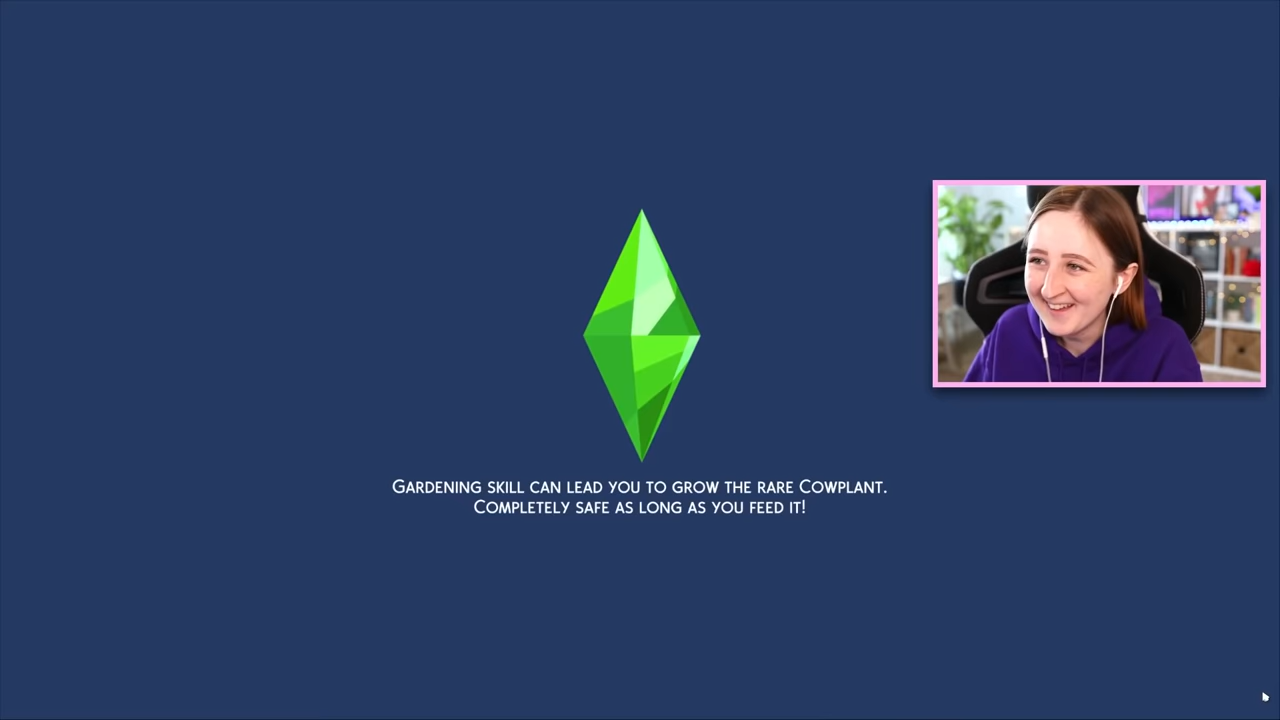 Gardening skill can lead you to grow the rare Cowplant.
Completely safe as long as you feed it!